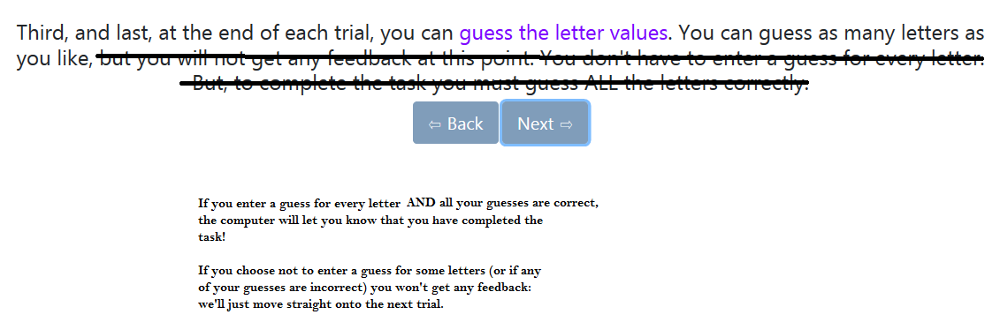 Third, and last, at the end of each trial, you can guess the letter values. You can guess as many letters as
you like, but you will not get any feedback at this point. You don't have to enter a guess for every letter.
But, to complete the task you must guess ALL the letters correctly.
⇦ Back Next ⇨
If you enter a guess for every letter AND all your guesses are correct,
the computer will let you know that you have completed the
task!
If you choose not to enter a guess for some letters (or if any
of your guesses are incorrect) you won't get any feedback:
we'll just move straight onto the next trial.